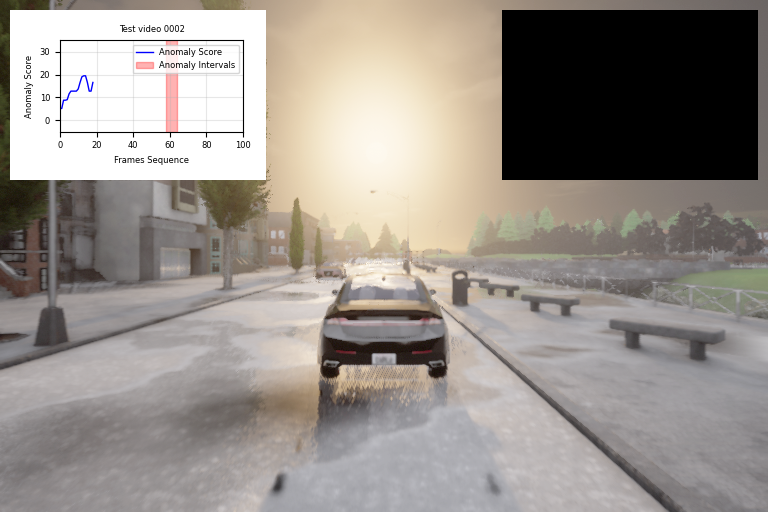 Test video 0002
Anomaly Score
30
20
10
0
Anomaly Score
Anomaly Intervals
0 20 40 60 80 100
Frames Sequence